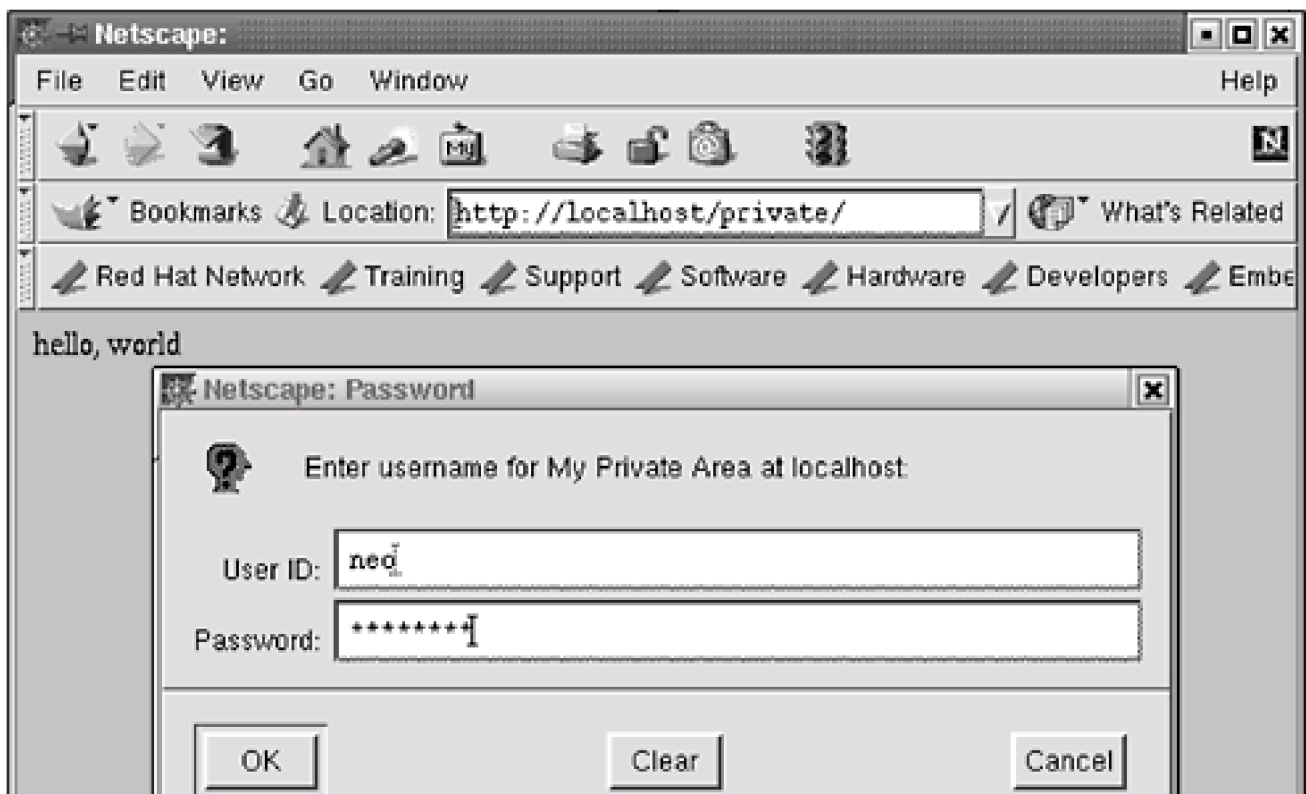 Netscape:
File Edit View Go Window Help
My N
Bookmarks Location: http://localhost/private/ What's Related
Red Hat Network Training Support Software Hardware Developers Embe
hello, world
Netscape: Password
Enter username for My Private Area at localhost:
User ID: neo
Password: ********
OK Clear Cancel